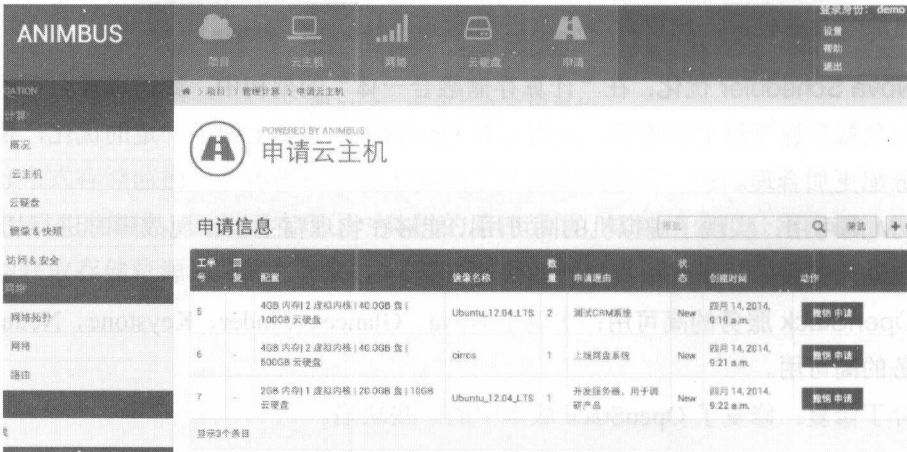 ANIMBUS
项目
云主机
网络
云硬盘
申请
登录身份: demo
设置
帮助
退出
项目 > 管理计算 > 申请云主机
概况
云主机
云硬盘
镜像 & 快照
访问 & 安全
网络
网络拓扑
网络
路由
POWERED BY ANIMBUS
申请云主机
申请信息
筛选
筛选 +
工单号 回复 配置 镜像名称 数量 申请理由 状态 创建时间 动作
5 - 4GB 内存| 2 虚拟内核 | 40.0GB 盘 | 100GB 云硬盘 Ubuntu_12.04_LTS 2 测试CRM系统 New 四月 14, 2014, 撤销 申请
6 - 4GB 内存| 2 虚拟内核 | 40.0GB 盘 | 500GB 云硬盘 cirros 1 上线网盘系统 New 四月 14, 2014, 9:21 a.m. 撤销 申请
7 - 2GB 内存| 1 虚拟内核 | 20.0GB 盘 | 10GB 云硬盘 Ubuntu_12.04_LTS 1 开发服务器，用于调研产品 New 四月 14, 2014, 9:22 a.m. 撤销 申请
显示3个条目